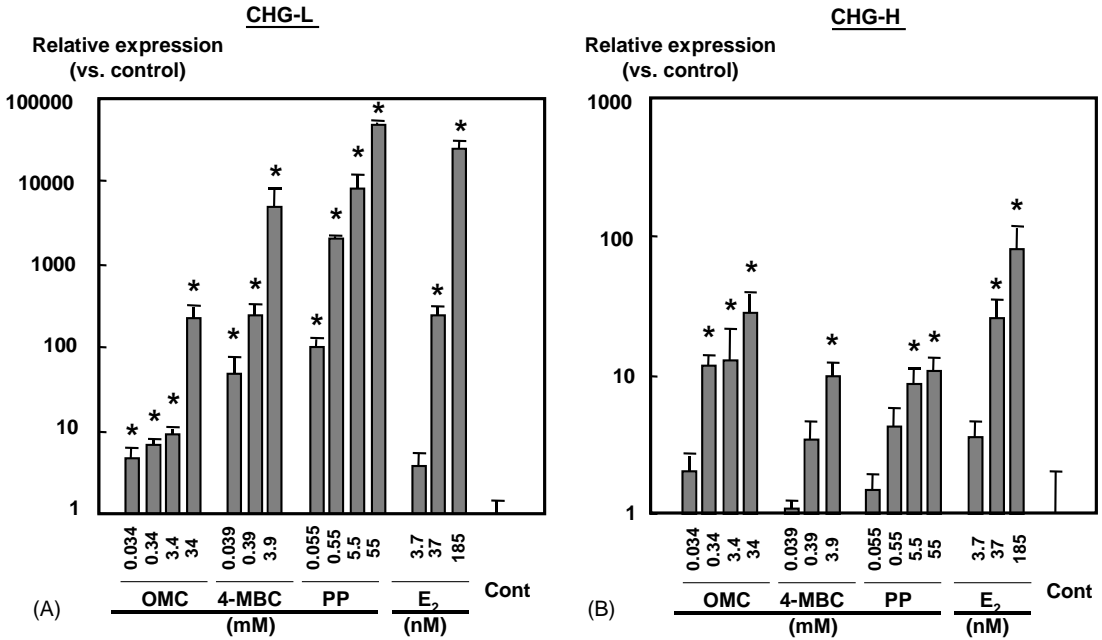 CHG-L
Relative expression
(vs. control)
100000
10000
1000
100
10
1
* * * * * * * * * * * * *
0.034 0.34 3.4 34 0.039 0.39 3.9 0.055 0.55 5.5 55 3.7 37 185
OMC 4-MBC PP E2 Cont
(A) (mM) (nM)
CHG-H
Relative expression
(vs. control)
1000
100
10
1
* * * * * * * *
0.034 0.34 3.4 34 0.039 0.39 3.9 0.055 0.55 5.5 55 3.7 37 185
OMC 4-MBC PP E2 Cont
(B) (mM) (nM)